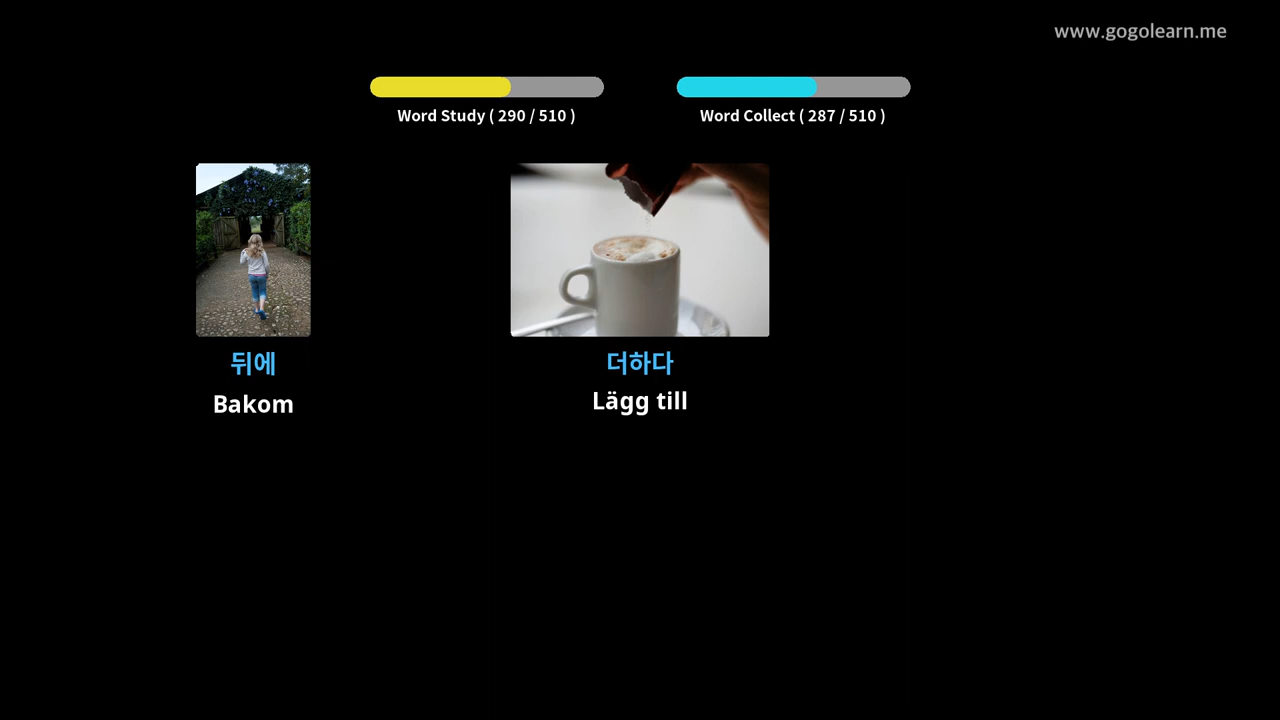 www.gogolearn.me
Word Study ( 290 / 510 )
Word Collect ( 287 / 510 )
뒤에
Bakom
더하다
Lägg till